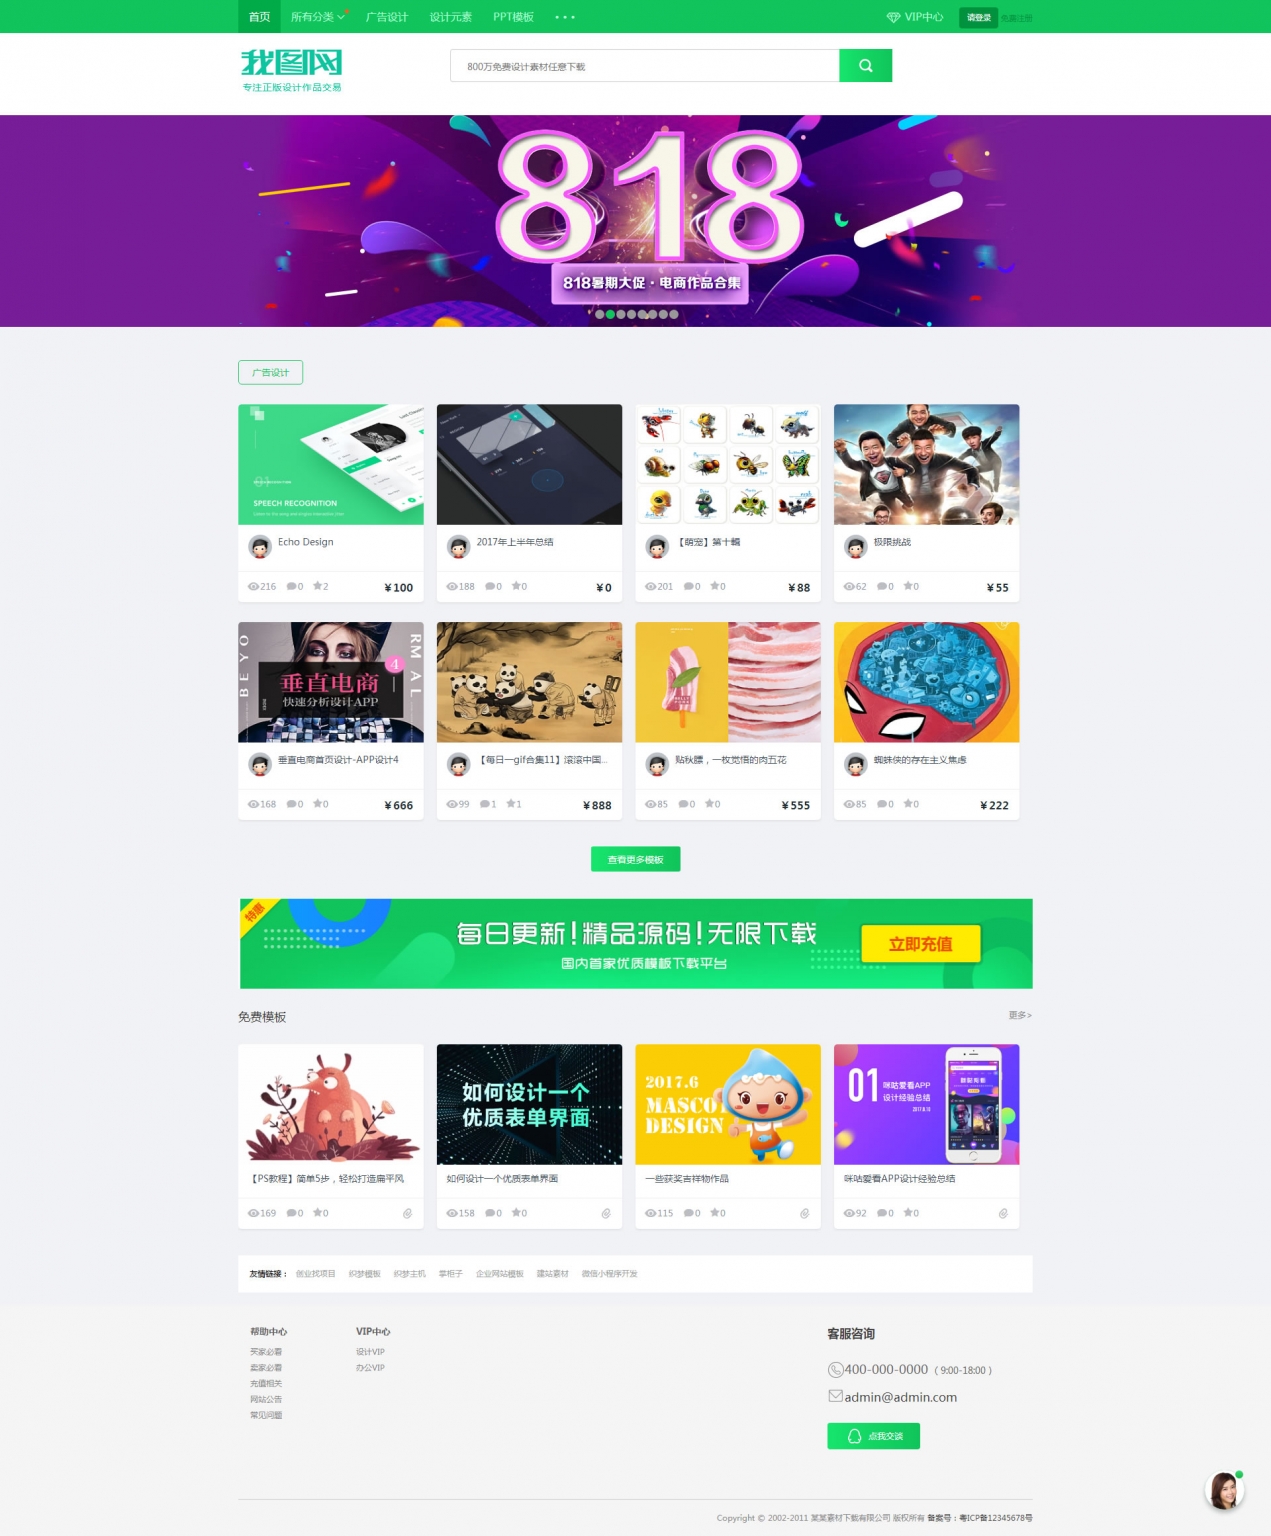 首页 所有分类 广告设计 设计元素 PPT模板 VIP中心 请登录 免费注册
我图网
专注正版设计作品交易
800万免费设计素材任意下载
818
818暑期大促·电商作品合集
广告设计
SPEECH RECOGNITION
Echo Design
216 0 2 ¥100
2017年上半年总结
188 0 0 ¥0
【萌宠】第十辑
201 0 0 ¥88
极限挑战
62 0 0 ¥55
BEYO
RMAL
4
垂直电商
快速分析设计APP
垂直电商首页设计-APP设计4
168 0 0 ¥666
【每日一gif合集11】滚滚中国...
99 1 1 ¥888
贴秋膘，一枚觉悟的肉五花
85 0 0 ¥555
蜘蛛侠的存在主义焦虑
85 0 0 ¥222
查看更多模板
特惠
每日更新！精品源码！无限下载
国内首家优质模板下载平台
立即充值
免费模板 更多>
【PS教程】简单5步，轻松打造扁平风
169 0 0
如何设计一个
优质表单界面
如何设计一个优质表单界面
158 0 0
2017.6
MASCOT
DESIGN
一些获奖吉祥物作品
115 0 0
01 咪咕爱看APP
设计经验总结
2017.8.10
咪咕爱看APP设计经验总结
92 0 0
友情链接： 创业找项目 织梦模板 织梦主机 掌柜子 企业网站模板 建站素材 微信小程序开发
帮助中心
买家必看
卖家必看
充值相关
网站公告
常见问题
VIP中心
设计VIP
办公VIP
客服咨询
400-000-0000（9:00-18:00）
admin@admin.com
点我交谈
Copyright © 2002-2011 某某素材下载有限公司 版权所有 备案号：粤ICP备12345678号